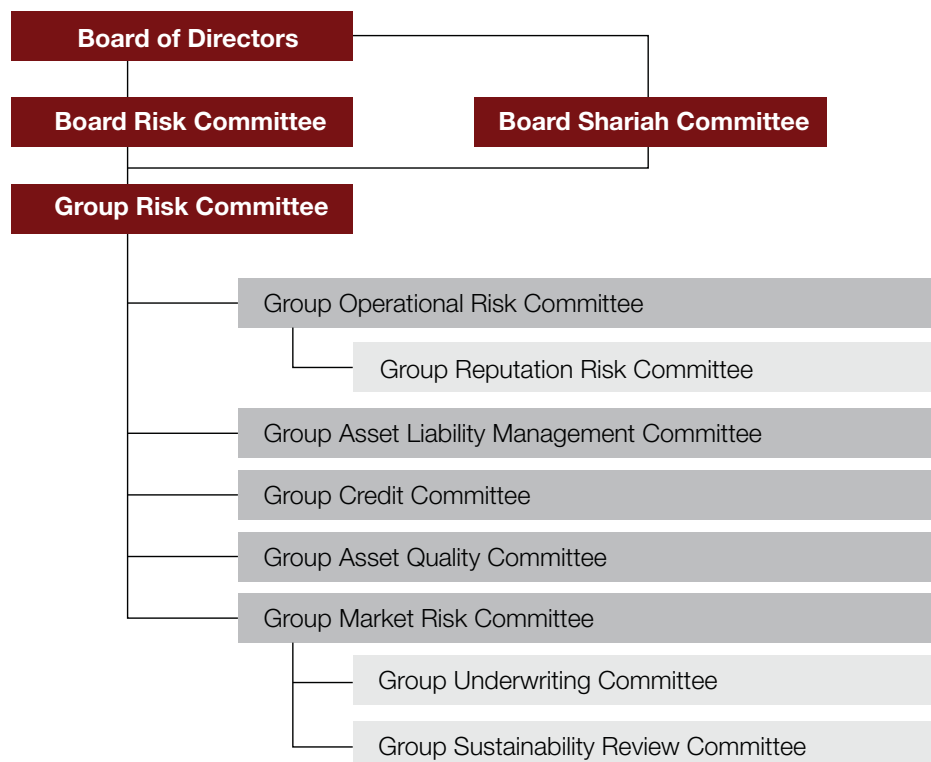 Board of Directors
Board Risk Committee
Board Shariah Committee
Group Risk Committee
Group Operational Risk Committee
Group Reputation Risk Committee
Group Asset Liability Management Committee
Group Credit Committee
Group Asset Quality Committee
Group Market Risk Committee
Group Underwriting Committee
Group Sustainability Review Committee